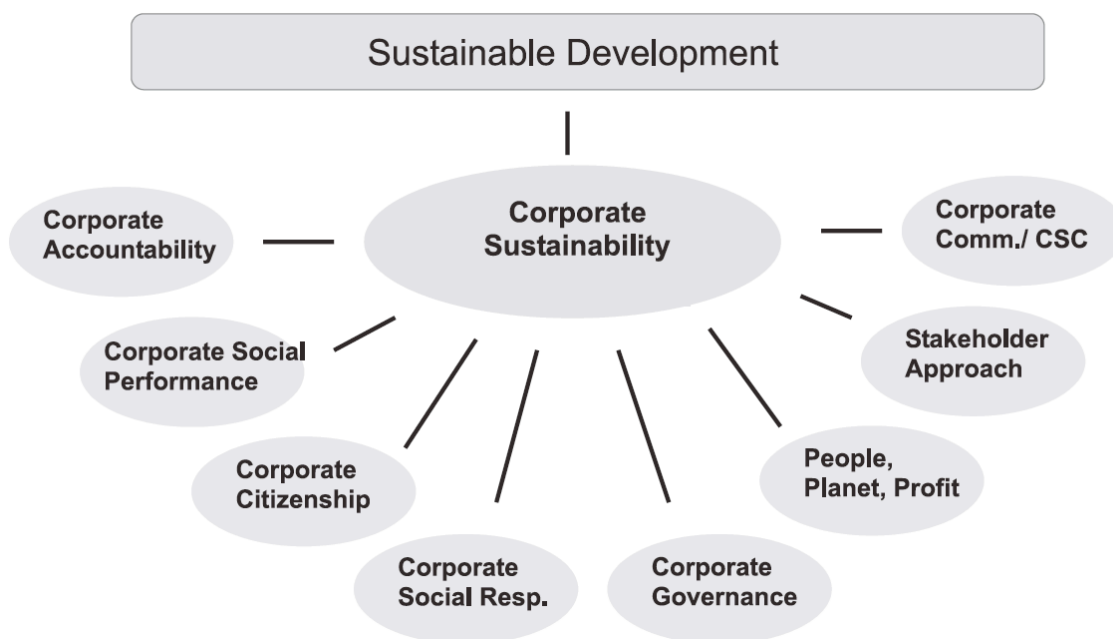 Sustainable Development
Corporate
Sustainability
Corporate
Accountability
Corporate
Comm./ CSC
Corporate Social
Performance
Stakeholder
Approach
Corporate
Citizenship
People,
Planet, Profit
Corporate
Social Resp.
Corporate
Governance